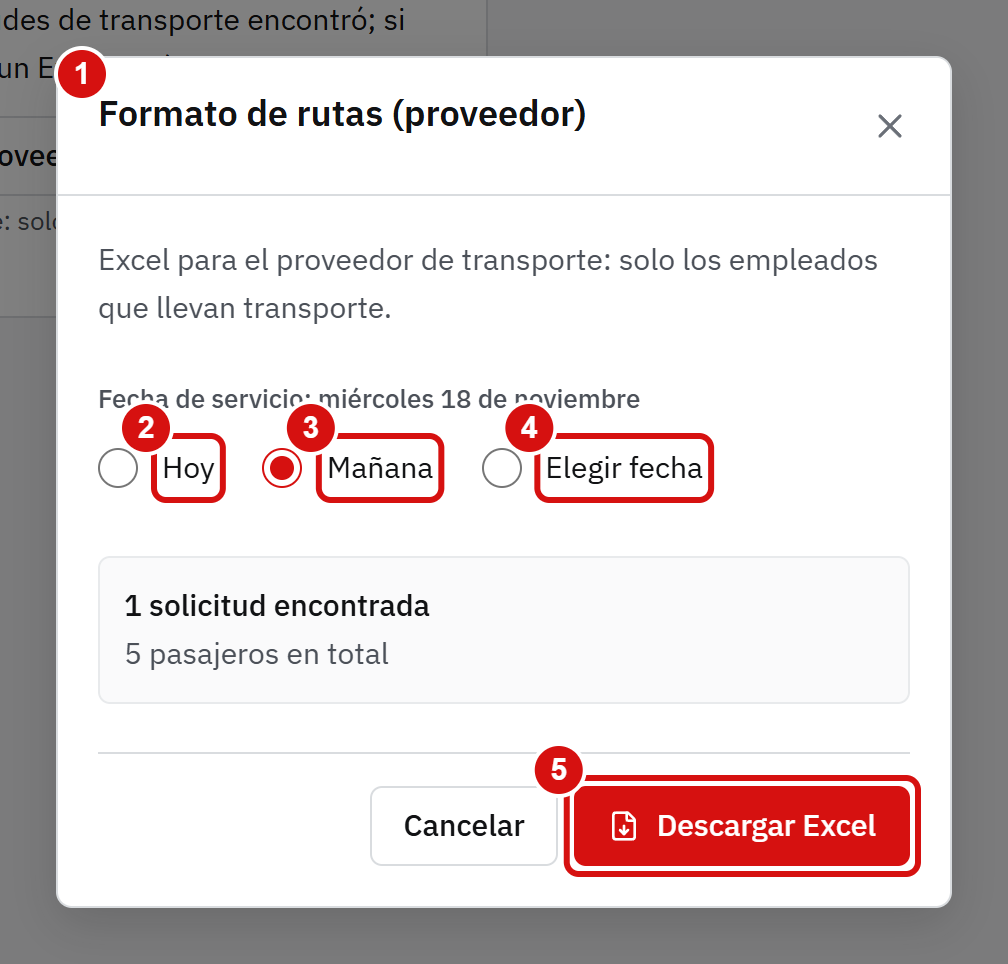 des de transporte encontró; si
un E
1
Formato de rutas (proveedor)
ovee
e: solo
Excel para el proveedor de transporte: solo los empleados
que llevan transporte.
Fecha de servicio: miércoles 18 de noviembre
2 3 4
Hoy Mañana Elegir fecha
1 solicitud encontrada
5 pasajeros en total
5
Cancelar Descargar Excel